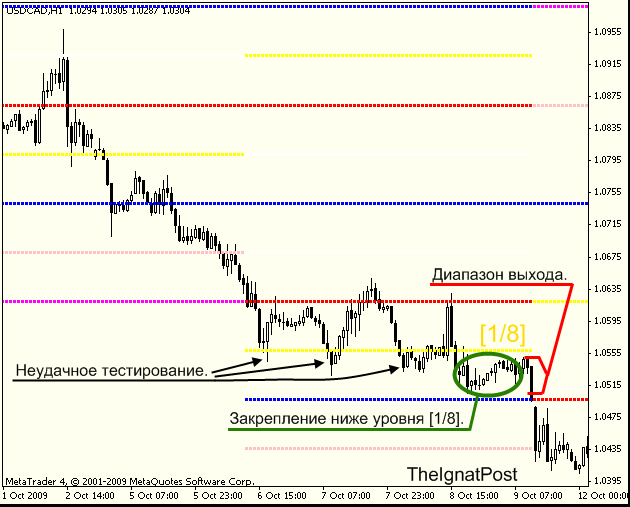 USDCAD,H1 1.0294 1.0305 1.0287 1.0304
1.0955
1.0915
1.0875
1.0835
1.0795
1.0755
1.0715
1.0675
Диапазон выхода.
1.0635
1.0595
[1/8]
1.0555
Неудачное тестирование.
1.0515
Закрепление ниже уровня [1/8].
1.0475
1.0435
TheIgnatPost
MetaTrader 4, © 2001-2009 MetaQuotes Software Corp.
1.0395
1 Oct 2009 2 Oct 14:00 5 Oct 07:00 5 Oct 23:00 6 Oct 15:00 7 Oct 07:00 7 Oct 23:00 8 Oct 15:00 9 Oct 07:00 12 Oct 00:00